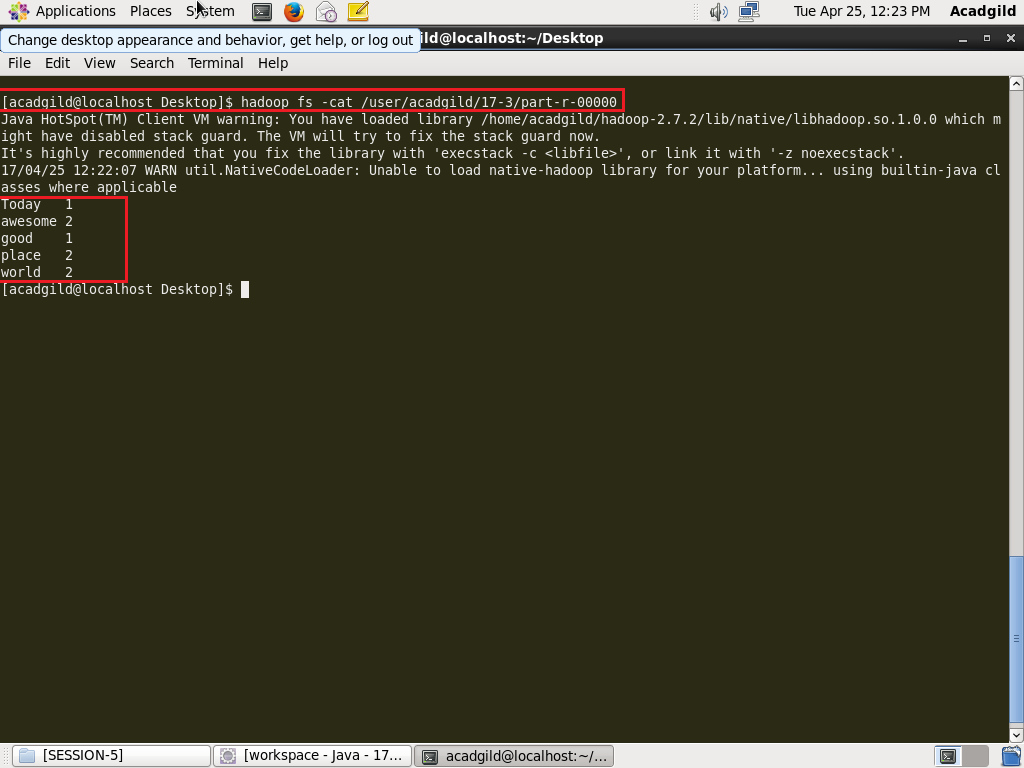 Applications Places System Tue Apr 25, 12:23 PM Acadgild
Change desktop appearance and behavior, get help, or log out
ild@localhost:~/Desktop
File Edit View Search Terminal Help
[acadgild@localhost Desktop]$ hadoop fs -cat /user/acadgild/17-3/part-r-00000
Java HotSpot(TM) Client VM warning: You have loaded library /home/acadgild/hadoop-2.7.2/lib/native/libhadoop.so.1.0.0 which m
ight have disabled stack guard. The VM will try to fix the stack guard now.
It's highly recommended that you fix the library with 'execstack -c <libfile>', or link it with '-z noexecstack'.
17/04/25 12:22:07 WARN util.NativeCodeLoader: Unable to load native-hadoop library for your platform... using builtin-java cl
asses where applicable
Today 1
awesome 2
good 1
place 2
world 2
[acadgild@localhost Desktop]$
[SESSION-5] [workspace - Java - 17... acadgild@localhost:~/...